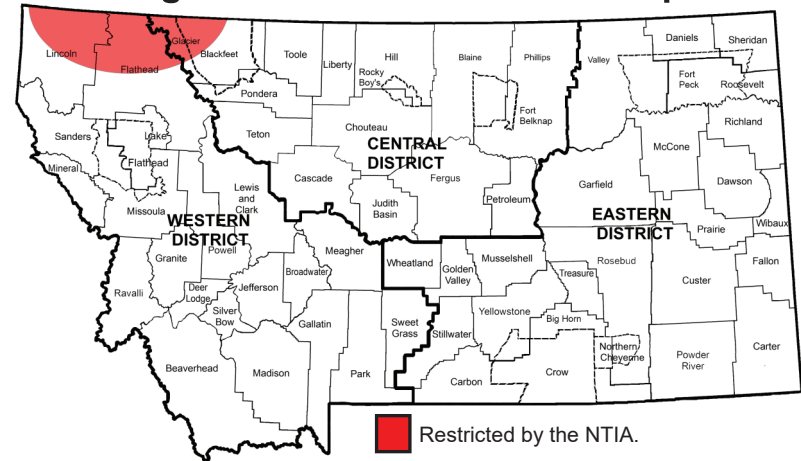 Daniels
Sheridan
Glacier
Lincoln
Blackfeet
Toole
Liberty
Hill
Blaine
Phillips
Valley
Flathead
Rocky
Boy's
Fort
Peck
Roosevelt
Pondera
Fort
Belknap
Richland
Teton
Chouteau
Sanders
Lake
CENTRAL
DISTRICT
McCone
Flathead
Mineral
Cascade
Fergus
Garfield
Dawson
Lewis
and
Clark
Judith
Basin
Petroleum
Missoula
WESTERN
DISTRICT
EASTERN
DISTRICT
Prairie
Wibaux
Powell
Meagher
Granite
Wheatland
Golden
Valley
Musselshell
Rosebud
Treasure
Fallon
Custer
Broadwater
Ravalli
Deer
Lodge
Jefferson
Silver
Bow
Gallatin
Sweet
Grass
Stillwater
Yellowstone
Big Horn
Northern
Cheyenne
Beaverhead
Madison
Park
Carbon
Crow
Powder
River
Carter
Restricted by the NTIA.